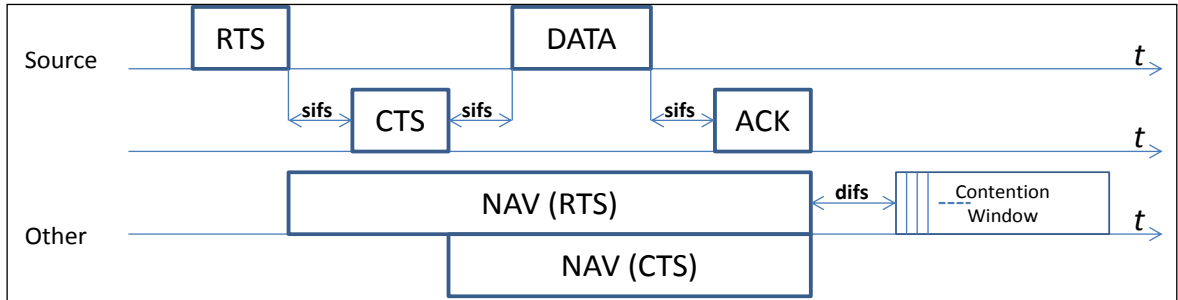 RTS
DATA
Source
t
sifs
CTS
sifs
sifs
ACK
t
NAV (RTS)
difs
Contention
Window
Other
t
NAV (CTS)